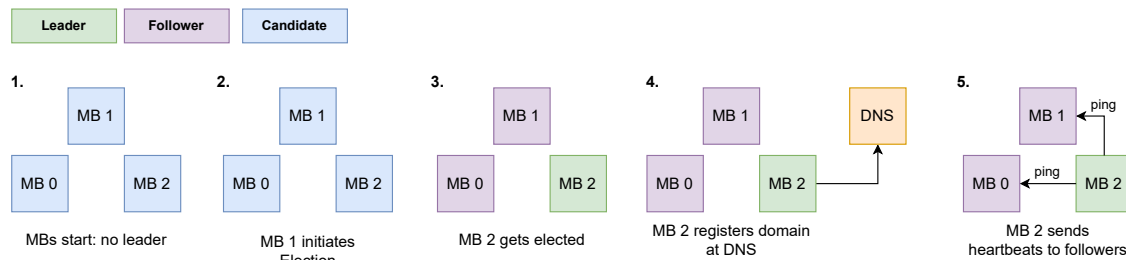 Leader
Follower
Candidate
1.
MB 1
MB 0
MB 2
MBs start: no leader
2.
MB 1
MB 0
MB 2
MB 1 initiates
Election
3.
MB 1
MB 0
MB 2
MB 2 gets elected
4.
MB 1
DNS
MB 0
MB 2
MB 2 registers domain
at DNS
5.
MB 1
ping
MB 0
ping
MB 2
MB 2 sends
heartbeats to followers